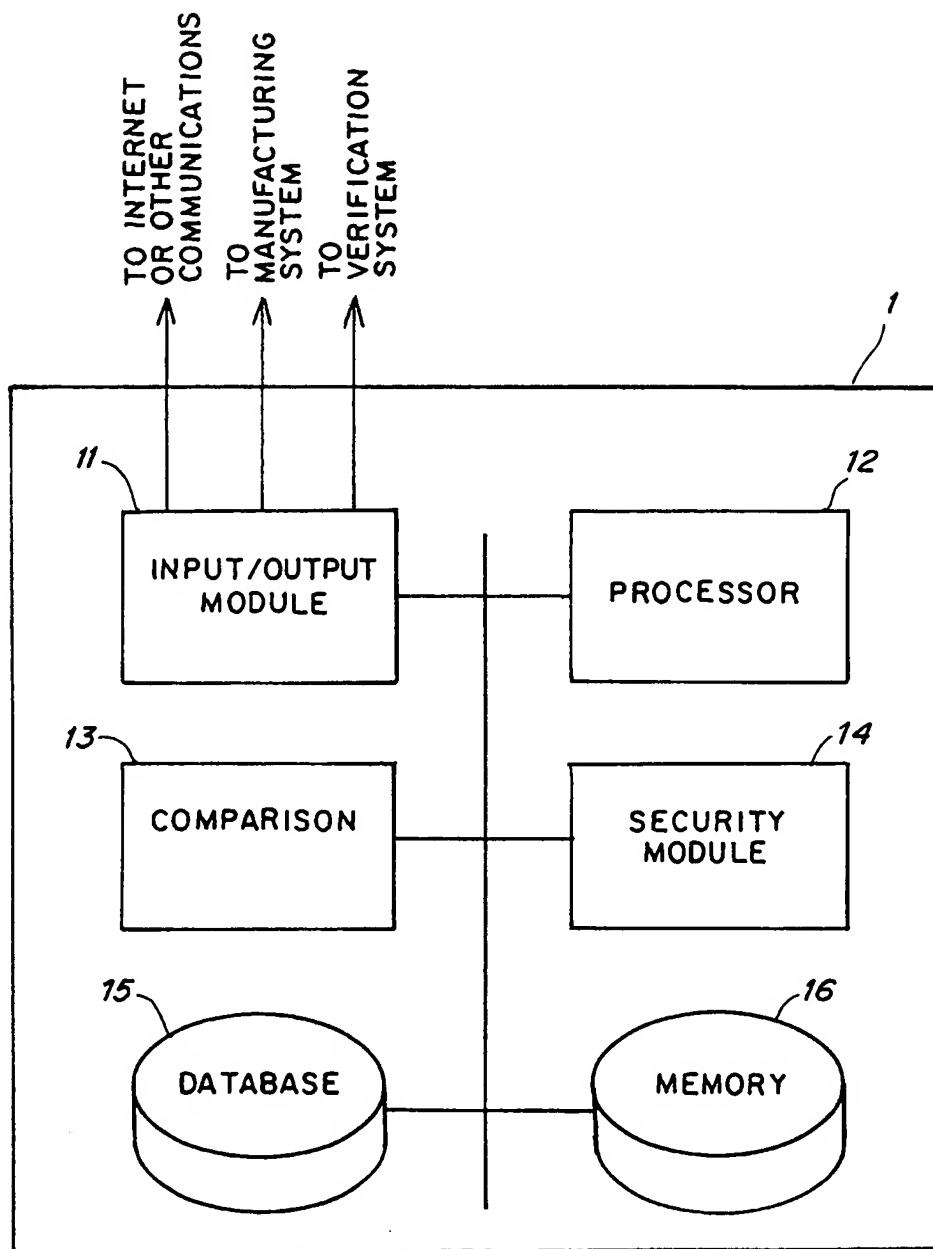 TO INTERNET
OR OTHER
COMMUNICATIONS
TO
MANUFACTURING
SYSTEM
TO
VERIFICATION
SYSTEM
1
11
INPUT/OUTPUT
MODULE
12
PROCESSOR
13
COMPARISON
14
SECURITY
MODULE
15
DATABASE
16
MEMORY